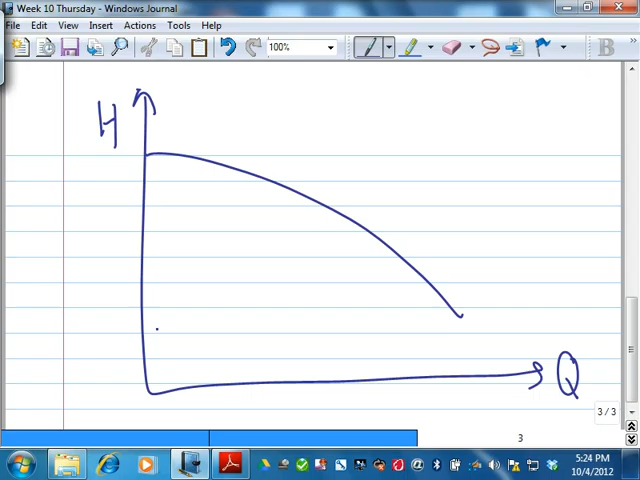 Week 10 Thursday - Windows Journal
File Edit View Insert Actions Tools Help
100%
B
H
Q
3 / 3
3
5:24 PM
10/4/2012